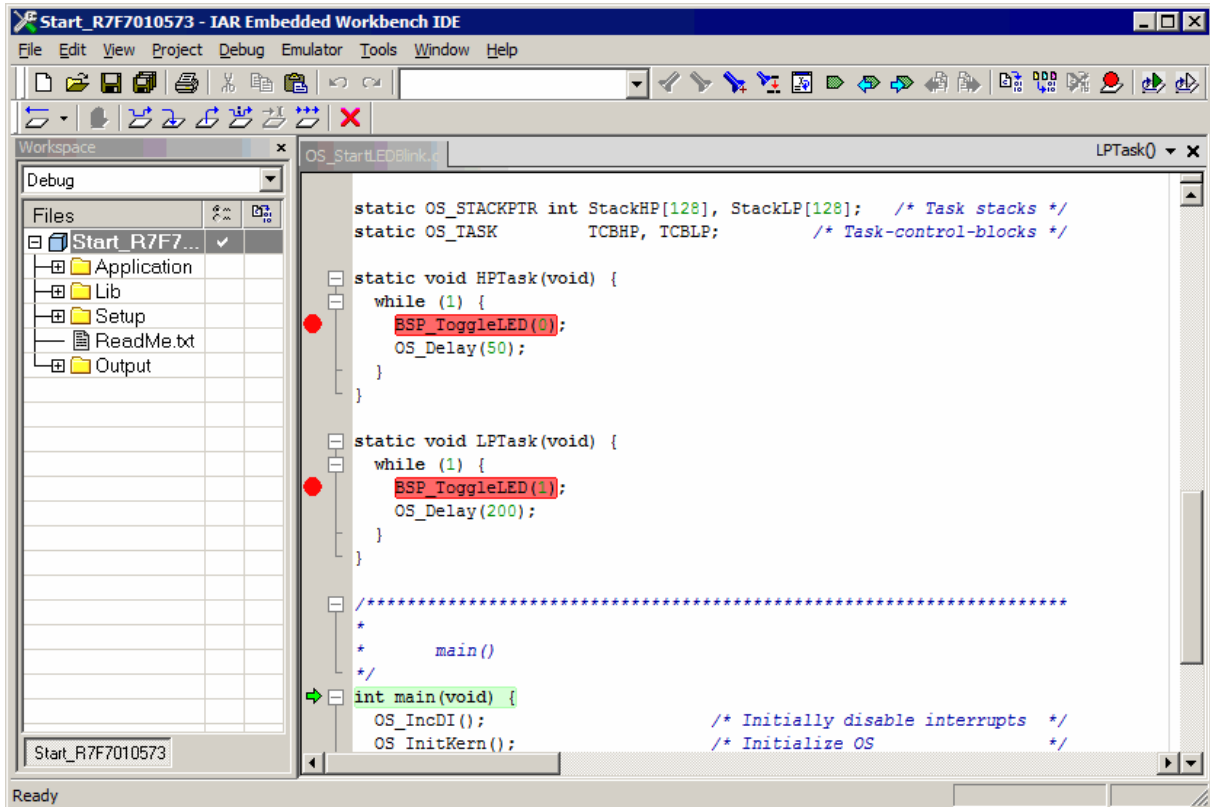 Start_R7F7010573 - IAR Embedded Workbench IDE
File Edit View Project Debug Emulator Tools Window Help
Workspace
Debug
Files
Start_R7F7...
Application
Lib
Setup
ReadMe.txt
Output
Start_R7F7010573
OS_StartLEDBlink.c
LPTask()
static OS_STACKPTR int StackHP[128], StackLP[128]; /* Task stacks */
static OS_TASK TCBHP, TCBLP; /* Task-control-blocks */
static void HPTask(void) {
while (1) {
BSP_ToggleLED(0);
OS_Delay(50);
}
}
static void LPTask(void) {
while (1) {
BSP_ToggleLED(1);
OS_Delay(200);
}
}
/*********************************************************************
*
* main()
*/
int main(void) {
OS_IncDI(); /* Initially disable interrupts */
OS_InitKern(); /* Initialize OS */
Ready